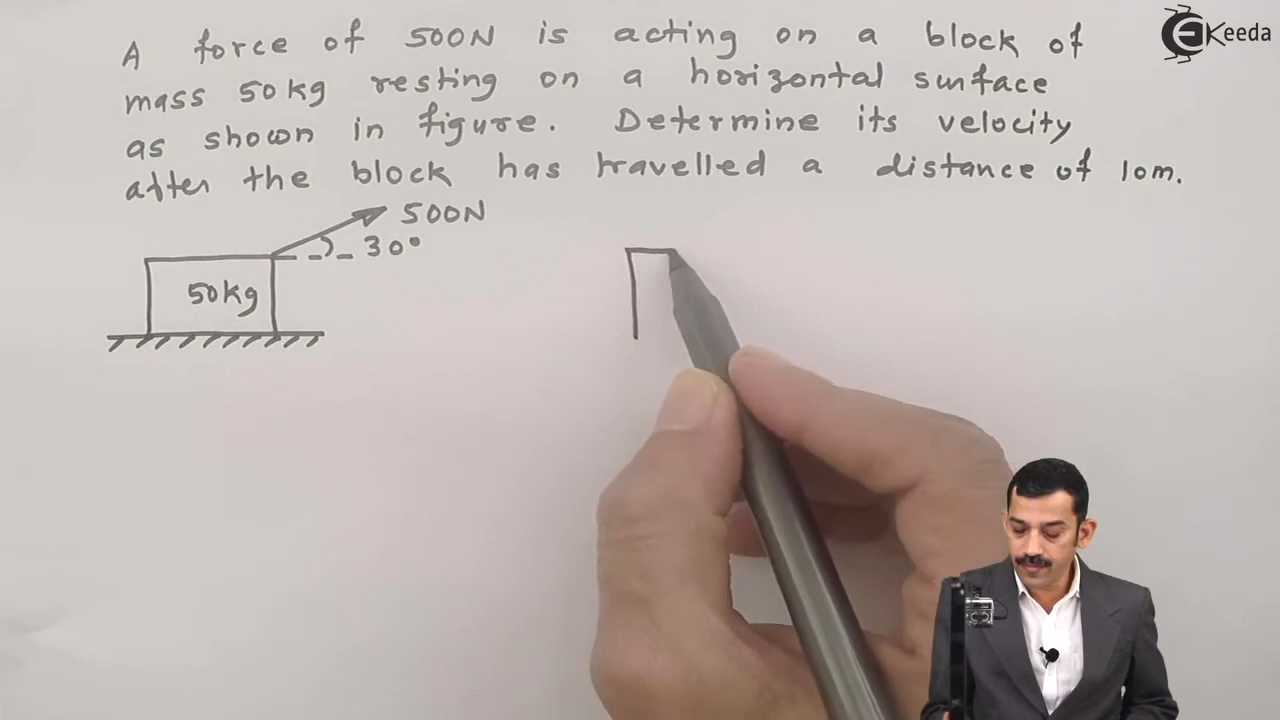 A force of 500N is acting on a block of
mass 50kg resting on a horizontal surface
as shown in figure. Determine its velocity
after the block has travelled a distance of 10m.
500N
30°
50kg
EKeeda